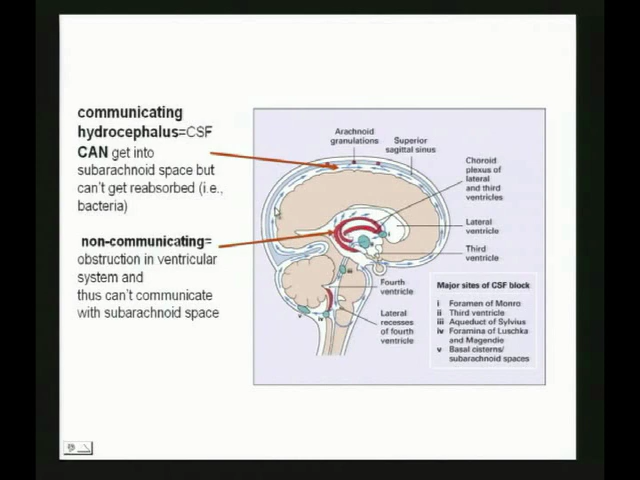 communicating
hydrocephalus=CSF
CAN get into
subarachnoid space but
can't get reabsorbed (i.e.,
bacteria)
non-communicating=
obstruction in ventricular
system and
thus can't communicate
with subarachnoid space
Arachnoid
granulations
Superior
sagittal sinus
Choroid
plexus of
lateral
and third
ventricles
Lateral
ventricle
Third
ventricle
Fourth
ventricle
Lateral
recesses
of fourth
ventricle
Major sites of CSF block
i Foramen of Monro
ii Third ventricle
iii Aqueduct of Sylvius
iv Foramina of Luschka
and Magendie
v Basal cisterns/
subarachnoid spaces
iii
iv
v